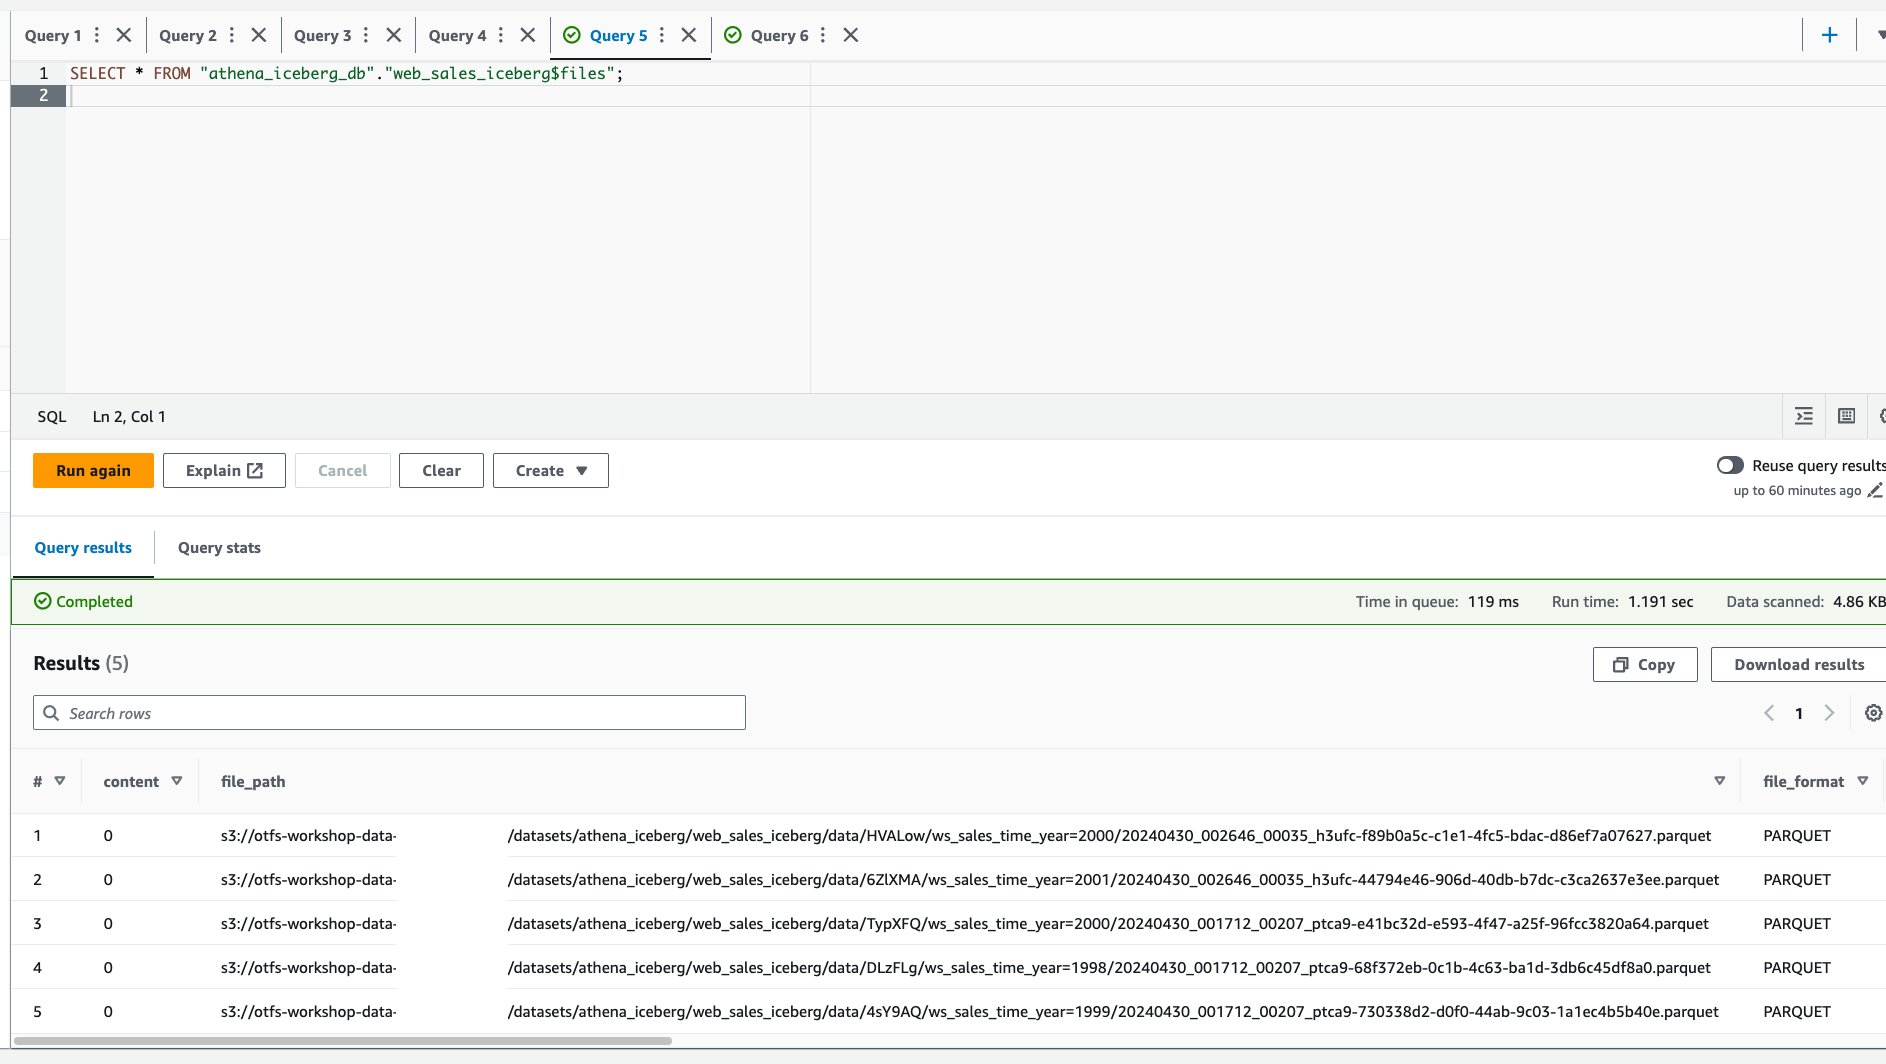 Query 1 Query 2 Query 3 Query 4 Query 5 Query 6
1 SELECT * FROM "athena_iceberg_db"."web_sales_iceberg$files";
2
SQL Ln 2, Col 1
Run again Explain Cancel Clear Create Reuse query results
up to 60 minutes ago
Query results Query stats
Completed Time in queue: 119 ms Run time: 1.191 sec Data scanned: 4.86 KB
Results (5) Copy Download results
Search rows 1
# content file_path file_format
1 0 s3://otfs-workshop-data- /datasets/athena_iceberg/web_sales_iceberg/data/HVALow/ws_sales_time_year=2000/20240430_002646_00035_h3ufc-f89b0a5c-c1e1-4fc5-bdac-d86ef7a07627.parquet PARQUET
2 0 s3://otfs-workshop-data- /datasets/athena_iceberg/web_sales_iceberg/data/6ZlXMA/ws_sales_time_year=2001/20240430_002646_00035_h3ufc-44794e46-906d-40db-b7dc-c3ca2637e3ee.parquet PARQUET
3 0 s3://otfs-workshop-data- /datasets/athena_iceberg/web_sales_iceberg/data/TypXFQ/ws_sales_time_year=2000/20240430_001712_00207_ptca9-e41bc32d-e593-4f47-a25f-96fcc3820a64.parquet PARQUET
4 0 s3://otfs-workshop-data- /datasets/athena_iceberg/web_sales_iceberg/data/DLzFLg/ws_sales_time_year=1998/20240430_001712_00207_ptca9-68f372eb-0c1b-4c63-ba1d-3db6c45df8a0.parquet PARQUET
5 0 s3://otfs-workshop-data- /datasets/athena_iceberg/web_sales_iceberg/data/4sY9AQ/ws_sales_time_year=1999/20240430_001712_00207_ptca9-730338d2-d0f0-44ab-9c03-1a1ec4b5b40e.parquet PARQUET